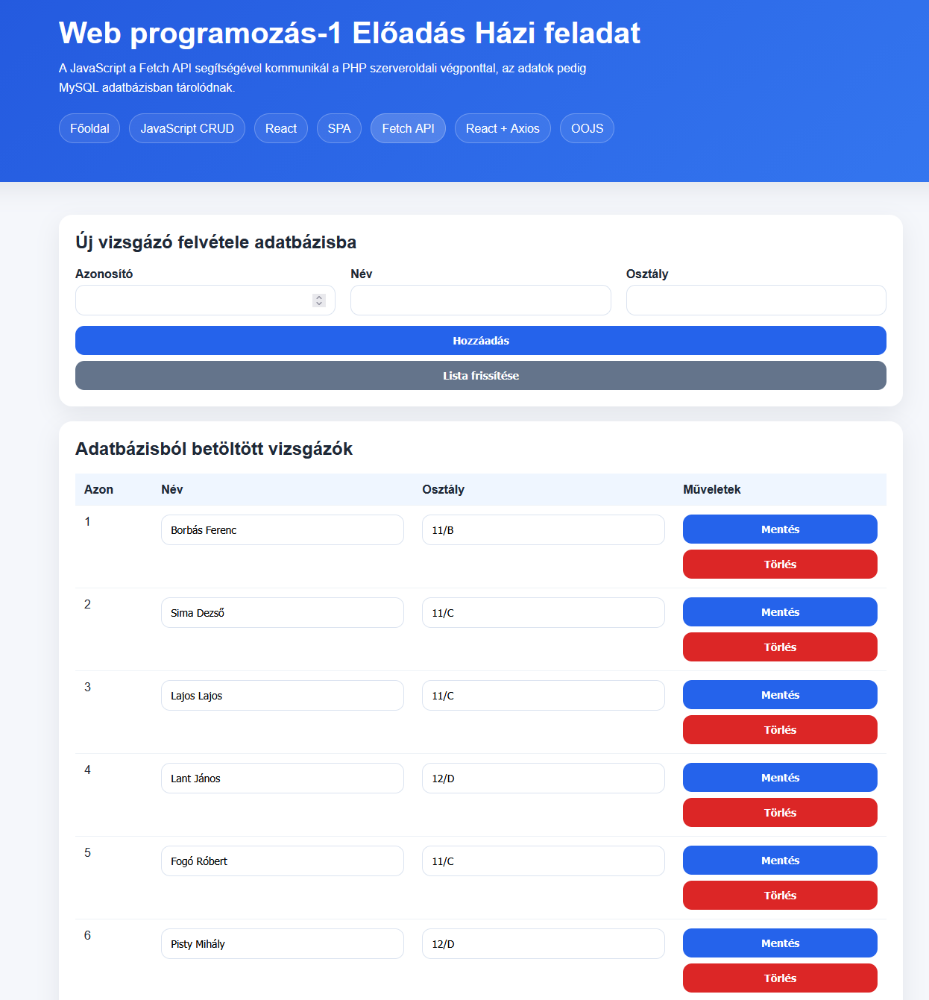 Web programozás-1 Előadás Házi feladat
A JavaScript a Fetch API segítségével kommunikál a PHP szerveroldali végponttal, az adatok pedig
MySQL adatbázisban tárolódnak.
Főoldal JavaScript CRUD React SPA Fetch API React + Axios OOJS
Új vizsgázó felvétele adatbázisba
Azonosító Név Osztály
Hozzáadás
Lista frissítése
Adatbázisból betöltött vizsgázók
Azon Név Osztály Műveletek
1 Borbás Ferenc 11/B Mentés
Törlés
2 Sima Dezső 11/C Mentés
Törlés
3 Lajos Lajos 11/C Mentés
Törlés
4 Lant János 12/D Mentés
Törlés
5 Fogó Róbert 11/C Mentés
Törlés
6 Pisty Mihály 12/D Mentés
Törlés